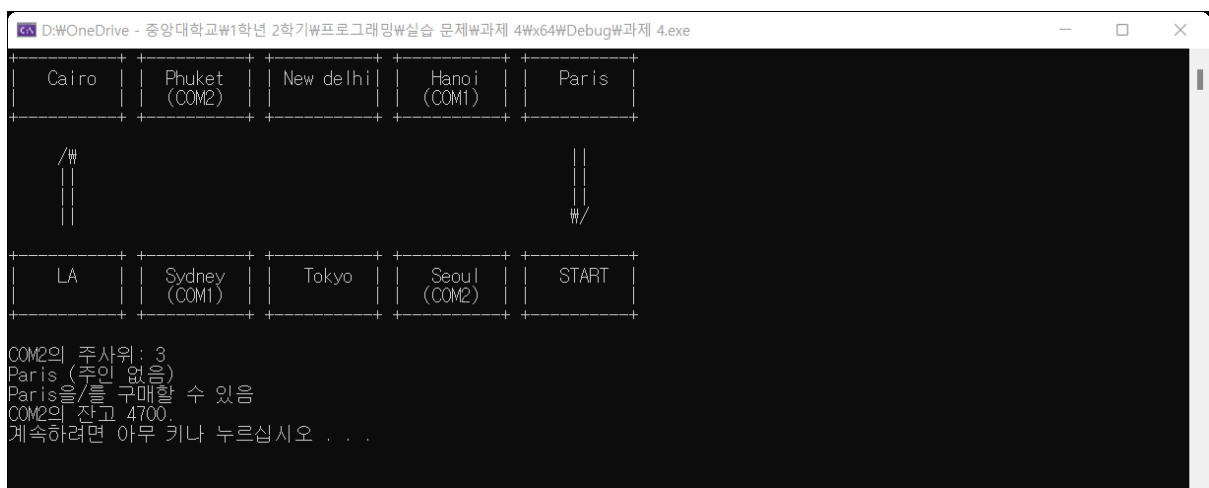 D:₩OneDrive - 중앙대학교₩1학년 2학기₩프로그래밍₩실습 문제₩과제 4₩x64₩Debug₩과제 4.exe
Cairo Phuket New delhi Hanoi Paris
(COM2) (COM1)
LA Sydney Tokyo Seoul START
(COM1) (COM2)
COM2의 주사위: 3
Paris (주인 없음)
Paris을/를 구매할 수 있음
COM2의 잔고 4700.
계속하려면 아무 키나 누르십시오 . . .